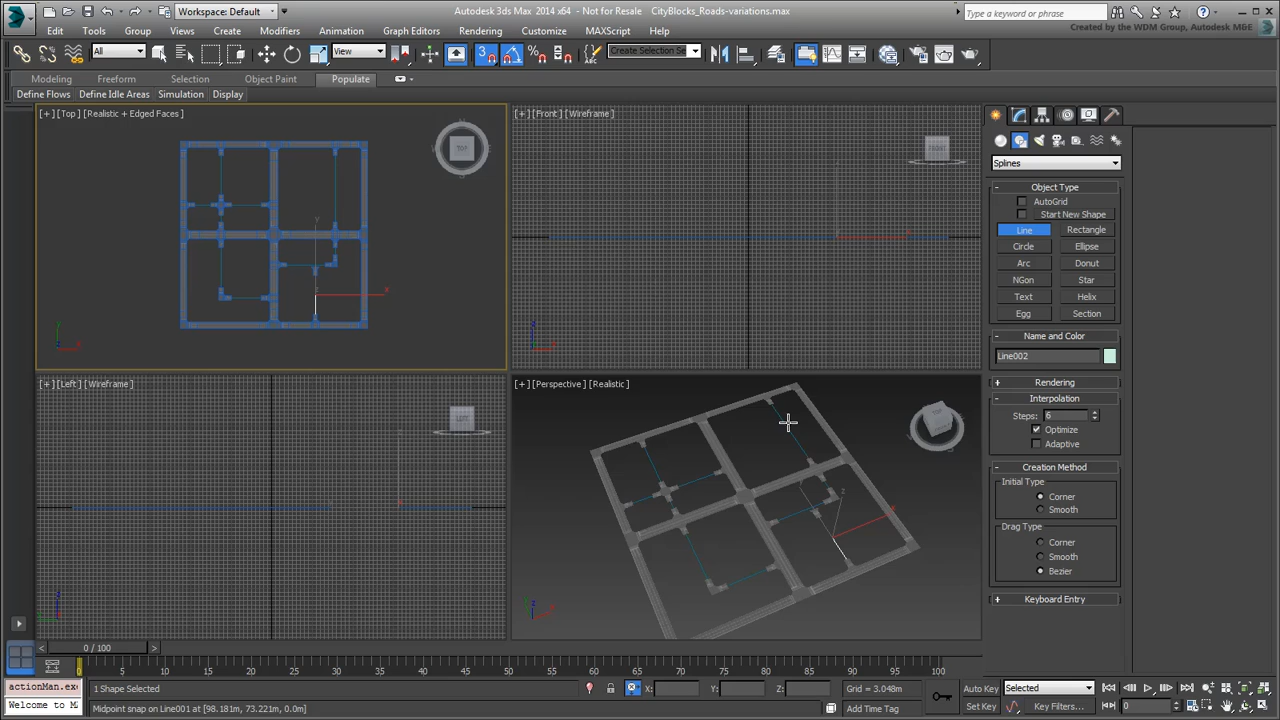 Workspace: Default
Autodesk 3ds Max 2014 x64 - Not for Resale CityBlocks_Roads-variations.max
Type a keyword or phrase
Edit Tools Group Views Create Modifiers Animation Graph Editors Rendering Customize MAXScript Help
Created by the WDM Group, Autodesk M&E
All View 3 Create Selection Se
Modeling Freeform Selection Object Paint Populate
Define Flows Define Idle Areas Simulation Display
[+] [Top] [Realistic + Edged Faces]
TOP
[+] [Front] [Wireframe]
FRONT
Splines
- Object Type
AutoGrid
Start New Shape
Line Rectangle
Circle Ellipse
Arc Donut
NGon Star
Text Helix
Egg Section
- Name and Color
Line002
+ Rendering
- Interpolation
Steps: 6
Optimize
Adaptive
- Creation Method
Initial Type
Corner
Smooth
Drag Type
Corner
Smooth
Bezier
+ Keyboard Entry
[+] [Left] [Wireframe]
LEFT
[+] [Perspective] [Realistic]
0 / 100
0 5 10 15 20 25 30 35 40 45 50 55 60 65 70 75 80 85 90 95 100
actionMan.exe
1 Shape Selected
X: Y: Z:
Grid = 3.048m
Auto Key Selected
Welcome to M
Midpoint snap on Line001 at [98.181m, 73.221m, 0.0m]
Add Time Tag
Set Key Key Filters... 0